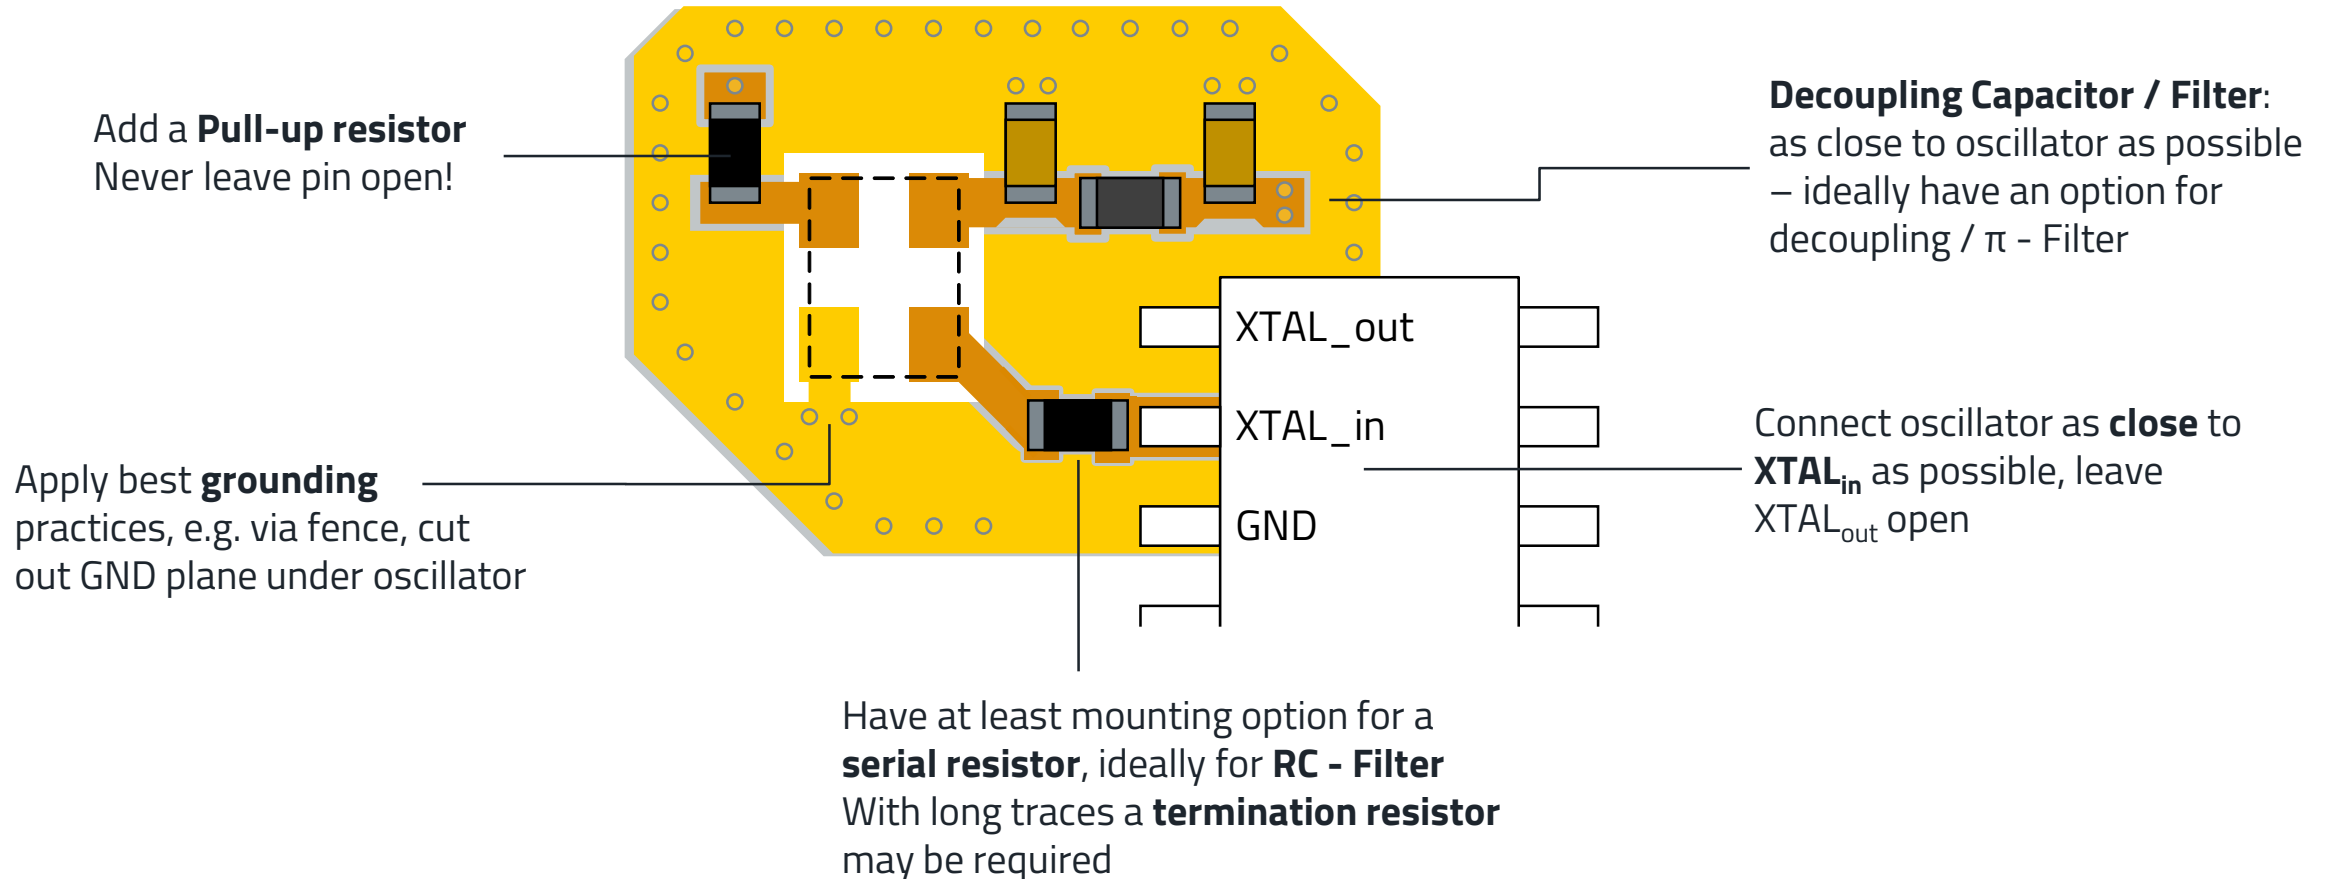 Add a Pull-up resistor
Never leave pin open!
Decoupling Capacitor / Filter:
as close to oscillator as possible
– ideally have an option for
decoupling / π - Filter
XTAL_out
XTAL_in
GND
Apply best grounding
practices, e.g. via fence, cut
out GND plane under oscillator
Connect oscillator as close to
XTALin as possible, leave
XTALout open
Have at least mounting option for a
serial resistor, ideally for RC - Filter
With long traces a termination resistor
may be required